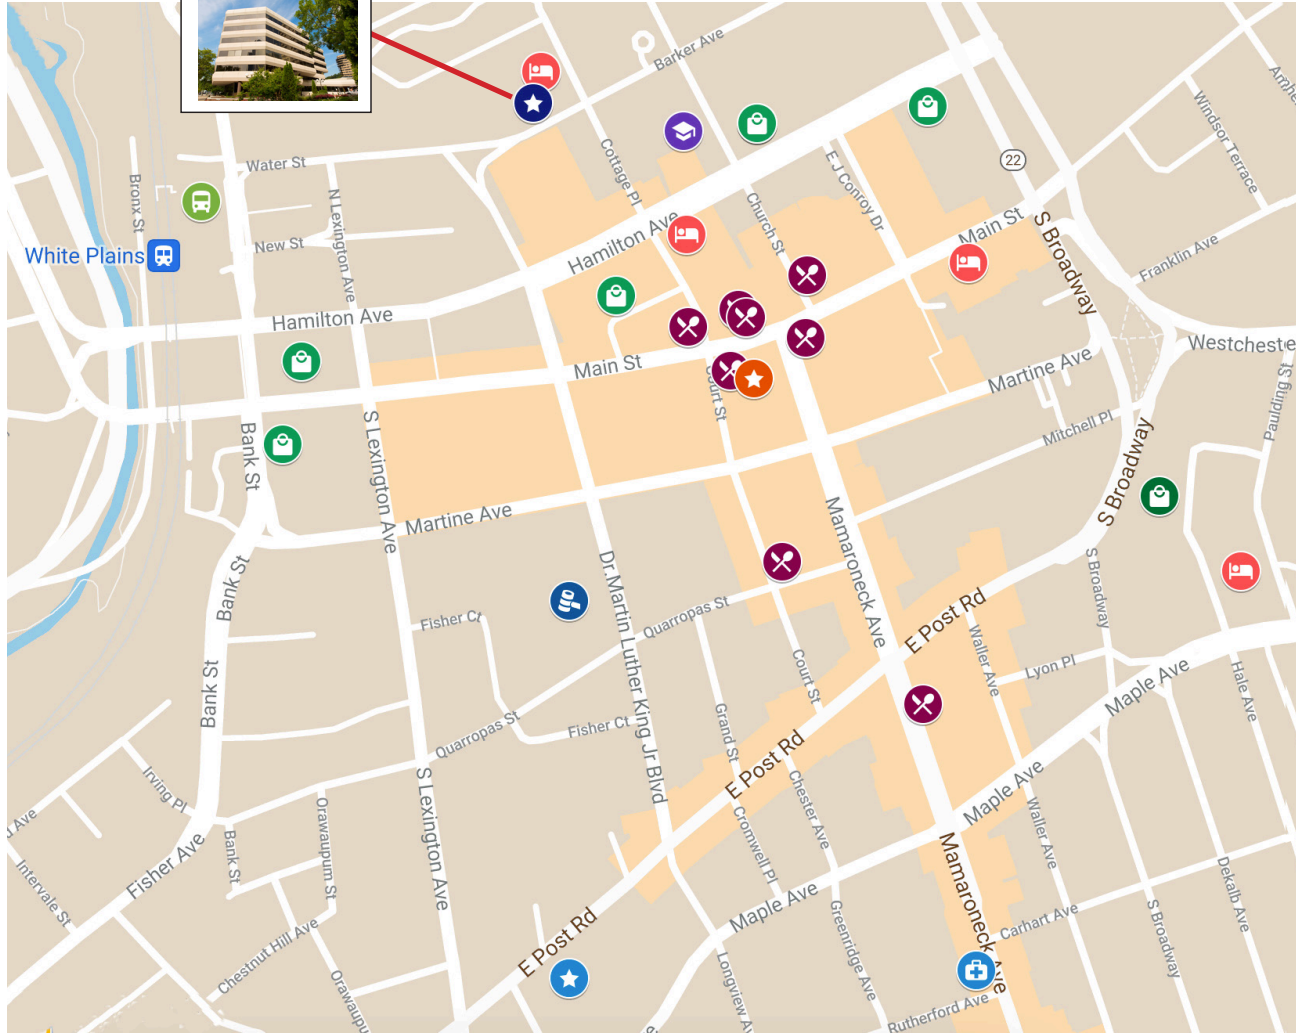 Barker Ave
Amhe
Windsor Terrace
Water St
Cottage Pl
22
E J Conroy Dr
Bronx St
N Lexington Ave
Church St
S Broadway
White Plains
New St
Hamilton Ave
Main St
Franklin Ave
Hamilton Ave
Westcheste
Main St
Martine Ave
Paulding St
Court St
S Lexington Ave
Mitchell Pl
Bank St
S Broadway
Martine Ave
Mamaroneck Ave
Dr. Martin Luther King Jr Blvd
Bank St
S Broadway
Fisher Ct
Quarropas St
E Post Rd
Waller Ave
Court St
Lyon Pl
Maple Ave
Hale Ave
Bank St
Quarropas St
Fisher Ct
Grand St
E Post Rd
Irving Pl
S Lexington Ave
Chester Ave
Maple Ave
Ave
Orawaupum St
Cromwell Pl
Waller Ave
Bank St
Fisher Ave
Intervale St
Maple Ave
Mamaroneck Ave
Dekalb Ave
Chestnut Hill Ave
E Post Rd
Greenridge Ave
Carhart Ave
S Broadway
Orawaupu
Longview Av
Rutherford Ave